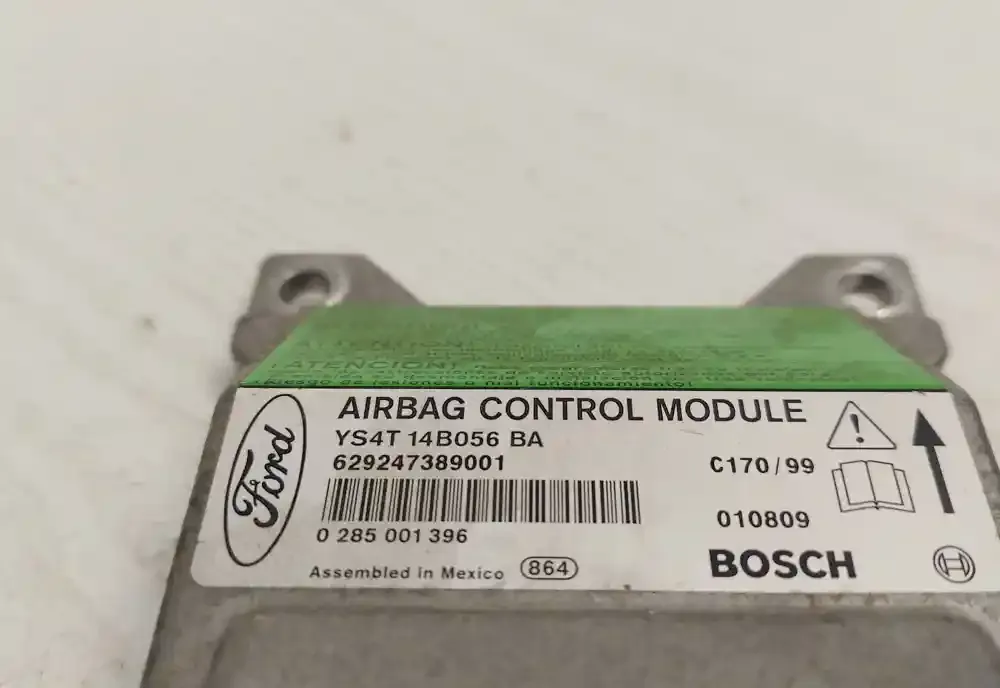 ¡ATENCION!
AIRBAG CONTROL MODULE
YS4T 14B056 BA
629247389001
C170/99
010809
0 285 001 396
Assembled in Mexico 864
BOSCH
Ford